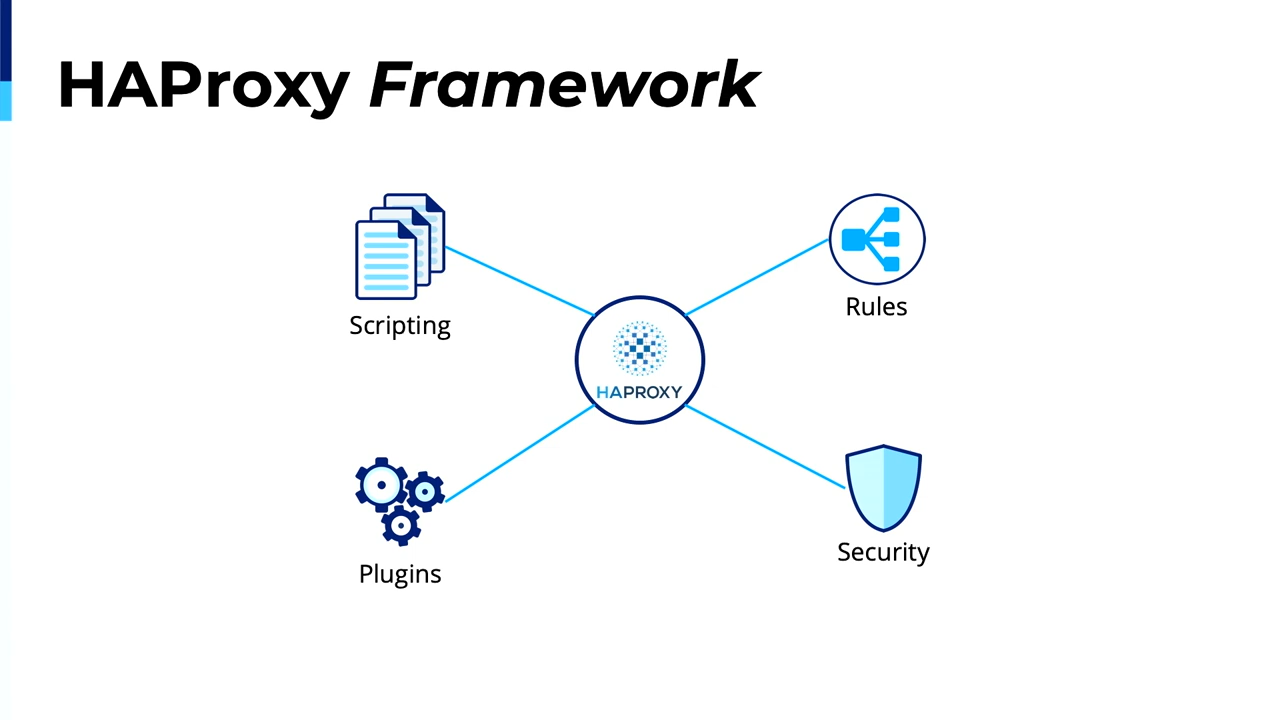 HAProxy Framework
Scripting
Rules
HAPROXY
Plugins
Security